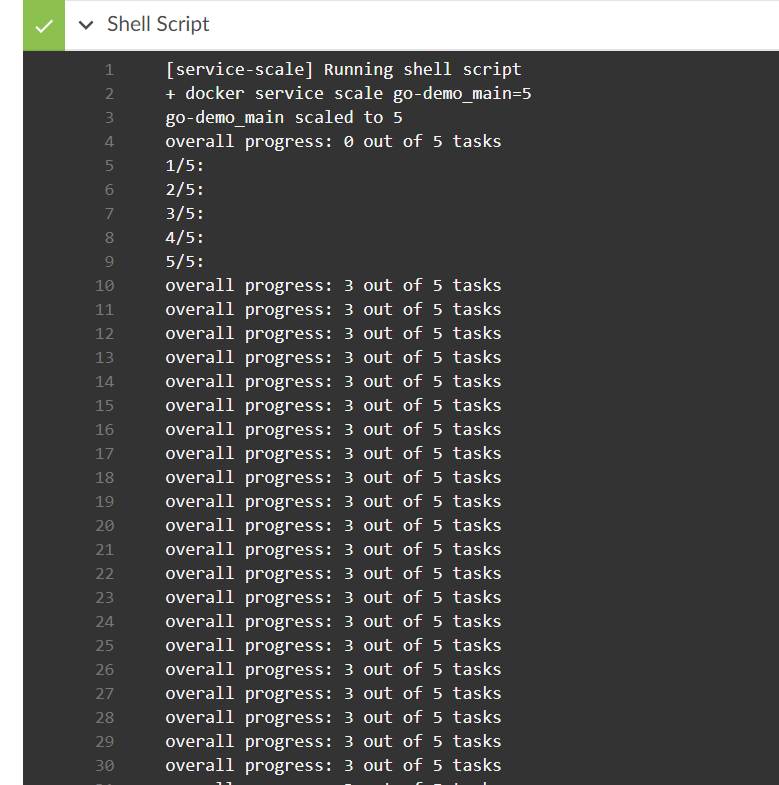 Shell Script
1 [service-scale] Running shell script
2 + docker service scale go-demo_main=5
3 go-demo_main scaled to 5
4 overall progress: 0 out of 5 tasks
5 1/5:
6 2/5:
7 3/5:
8 4/5:
9 5/5:
10 overall progress: 3 out of 5 tasks
11 overall progress: 3 out of 5 tasks
12 overall progress: 3 out of 5 tasks
13 overall progress: 3 out of 5 tasks
14 overall progress: 3 out of 5 tasks
15 overall progress: 3 out of 5 tasks
16 overall progress: 3 out of 5 tasks
17 overall progress: 3 out of 5 tasks
18 overall progress: 3 out of 5 tasks
19 overall progress: 3 out of 5 tasks
20 overall progress: 3 out of 5 tasks
21 overall progress: 3 out of 5 tasks
22 overall progress: 3 out of 5 tasks
23 overall progress: 3 out of 5 tasks
24 overall progress: 3 out of 5 tasks
25 overall progress: 3 out of 5 tasks
26 overall progress: 3 out of 5 tasks
27 overall progress: 3 out of 5 tasks
28 overall progress: 3 out of 5 tasks
29 overall progress: 3 out of 5 tasks
30 overall progress: 3 out of 5 tasks